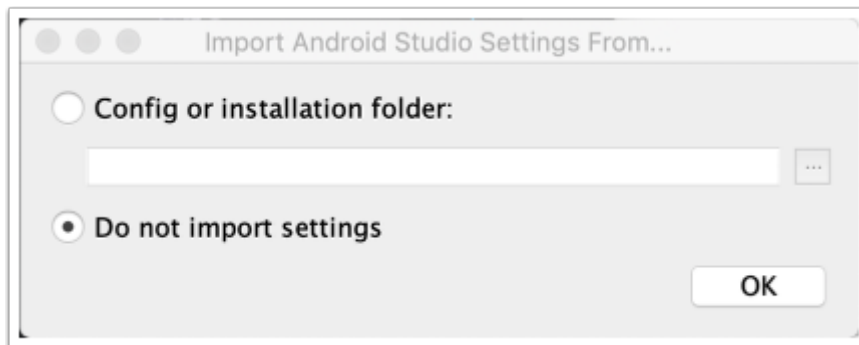 Import Android Studio Settings From...
Config or installation folder:
...
Do not import settings
OK